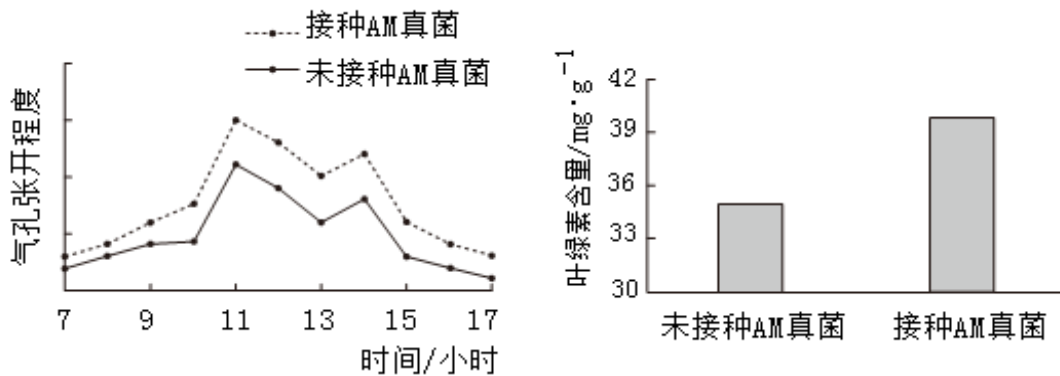 接种AM真菌
未接种AM真菌
气孔张开程度
7 9 11 13 15 17
时间/小时
叶绿素含量/mg·g⁻¹
42
39
36
33
30
未接种AM真菌 接种AM真菌